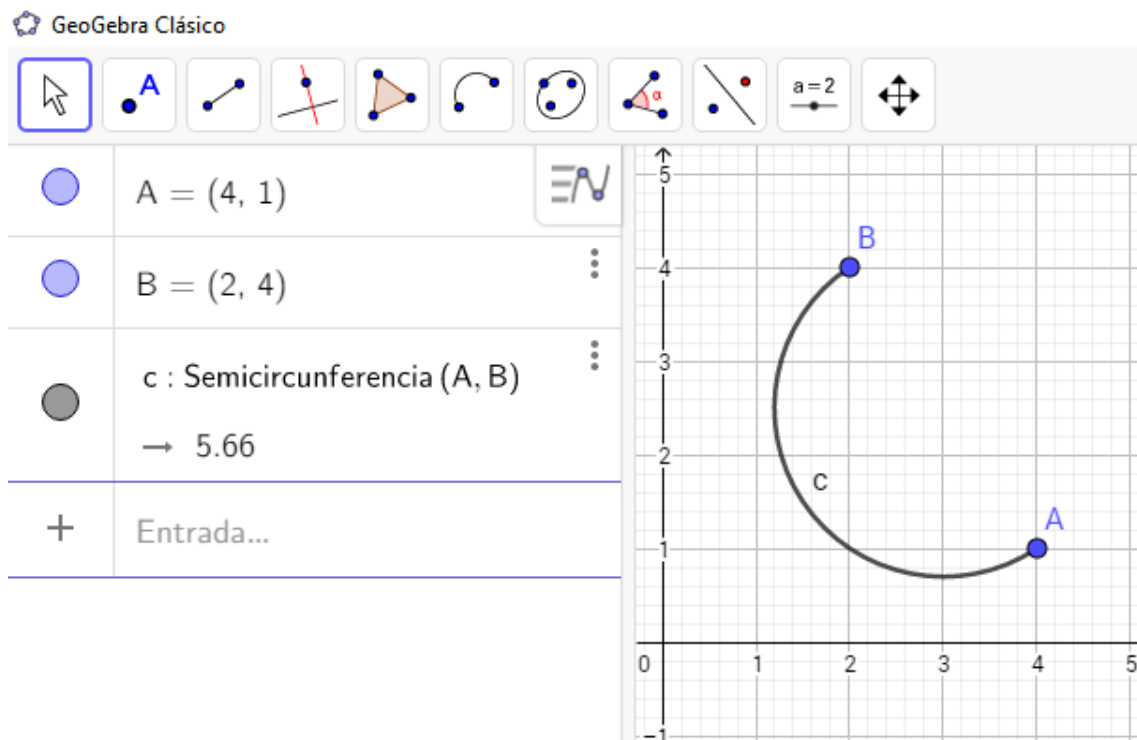 GeoGebra Clásico
A
α
a = 2
A = (4, 1)
B = (2, 4)
c : Semicircunferencia (A, B)
→ 5.66
+ Entrada...
5
B
4
3
2
c
A
1
0 1 2 3 4 5
−1